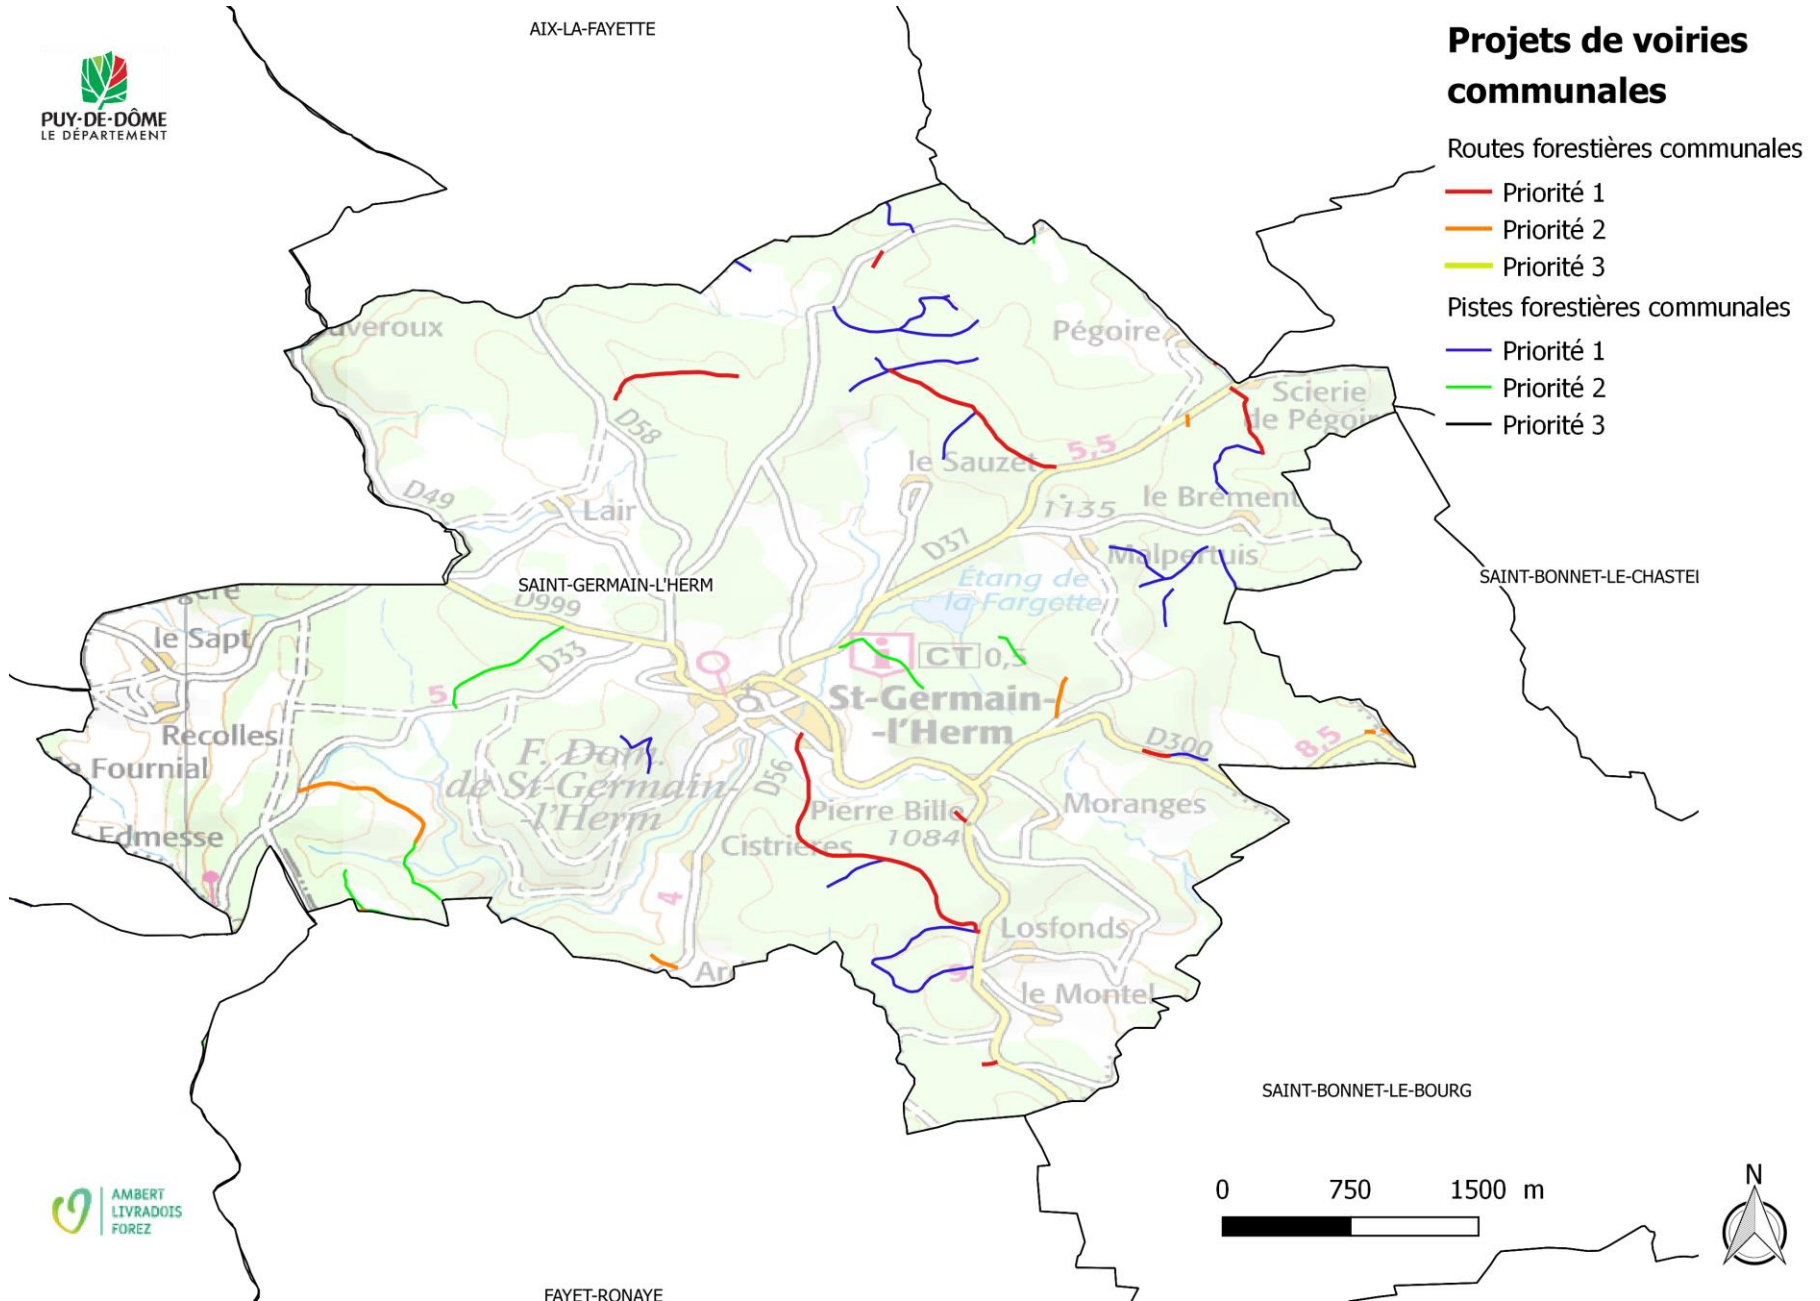 AIX-LA-FAYETTE
PUY-DE-DÔME
LE DÉPARTEMENT
Projets de voiries
communales
Routes forestières communales
Priorité 1
Priorité 2
Priorité 3
Pistes forestières communales
Priorité 1
Priorité 2
Priorité 3
Pégoire
Scierie
de Pégoir
D58
5,5
le Sauzet
D49
Lair
1135
le Brément
D37
Malpertuis
SAINT-GERMAIN-L'HERM
SAINT-BONNET-LE-CHASTEL
Étang de
la Fargotte
D999
le Sapt
D33
i CT 0,5
5
St-Germain-
-l'Herm
Recolles
F. Dom.
de St-Germain-
-l'Herm
D300
8,5
Fournial
D56
Pierre Bille
1084
Moranges
Edmesse
Cistrières
4
Losfonds
9
le Montel
SAINT-BONNET-LE-BOURG
AMBERT
LIVRADOIS
FOREZ
0 750 1500 m
N
FAYET-RONAYE